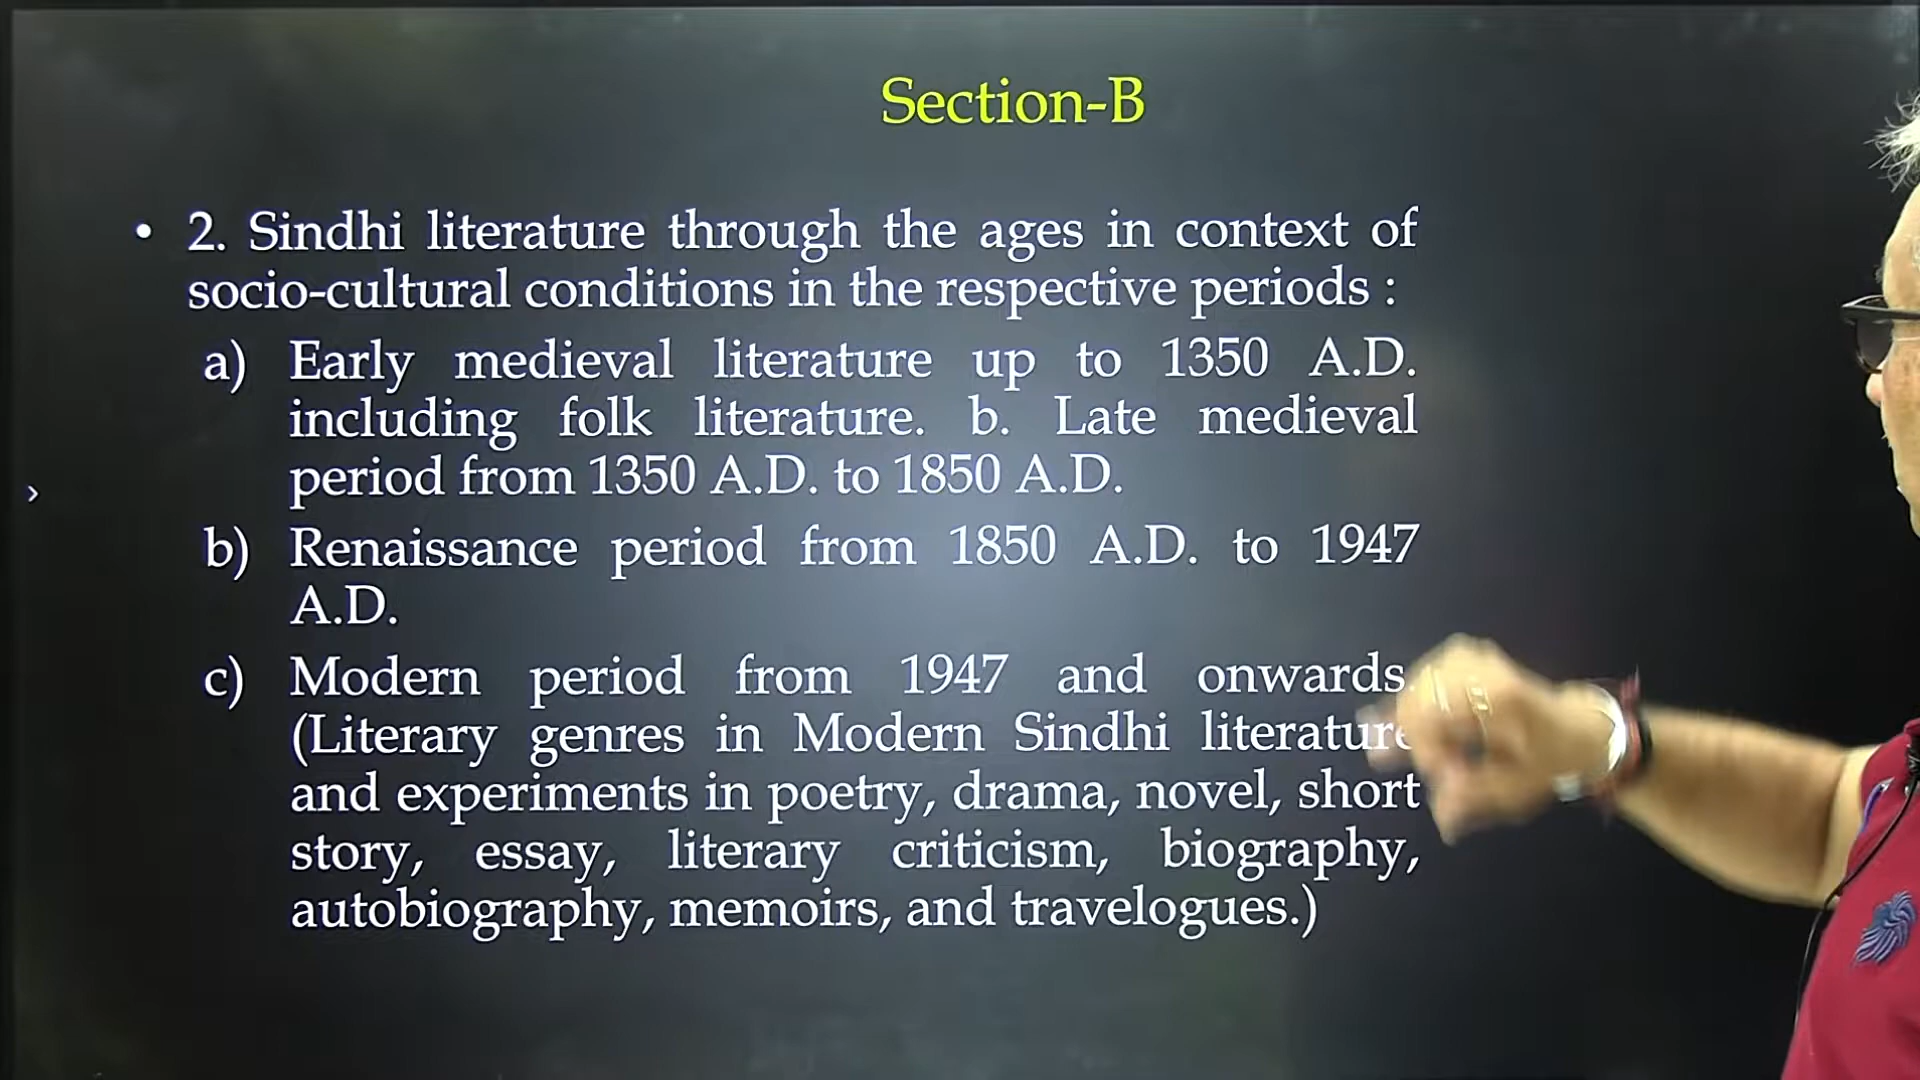 Section-B
• 2. Sindhi literature through the ages in context of
socio-cultural conditions in the respective periods :
a) Early medieval literature up to 1350 A.D.
including folk literature. b. Late medieval
period from 1350 A.D. to 1850 A.D.
b) Renaissance period from 1850 A.D. to 1947
A.D.
c) Modern period from 1947 and onwards.
(Literary genres in Modern Sindhi literature
and experiments in poetry, drama, novel, short
story, essay, literary criticism, biography,
autobiography, memoirs, and travelogues.)